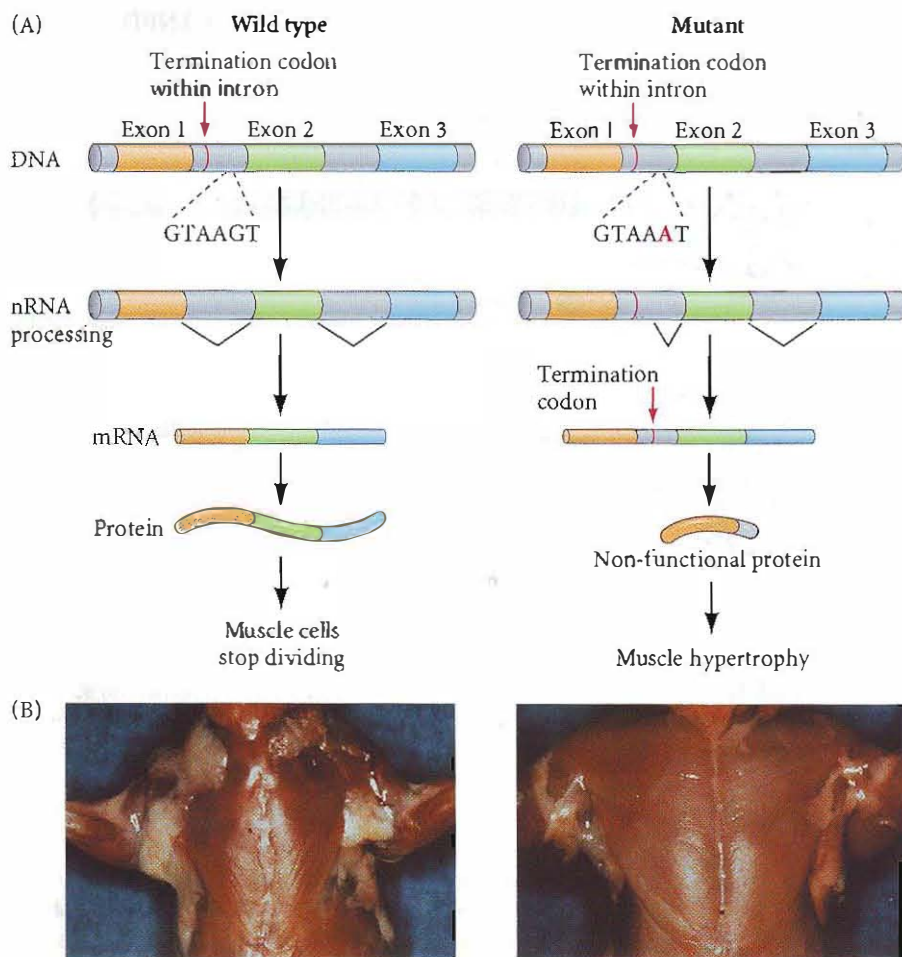 (A)
Wild type
Termination codon
within intron
Exon 1 Exon 2 Exon 3
DNA
GTAAGT
nRNA
processing
mRNA
Protein
Muscle cells
stop dividing
Mutant
Termination codon
within intron
Exon 1 Exon 2 Exon 3
GTAAAT
Termination
codon
Non-functional protein
Muscle hypertrophy
(B)